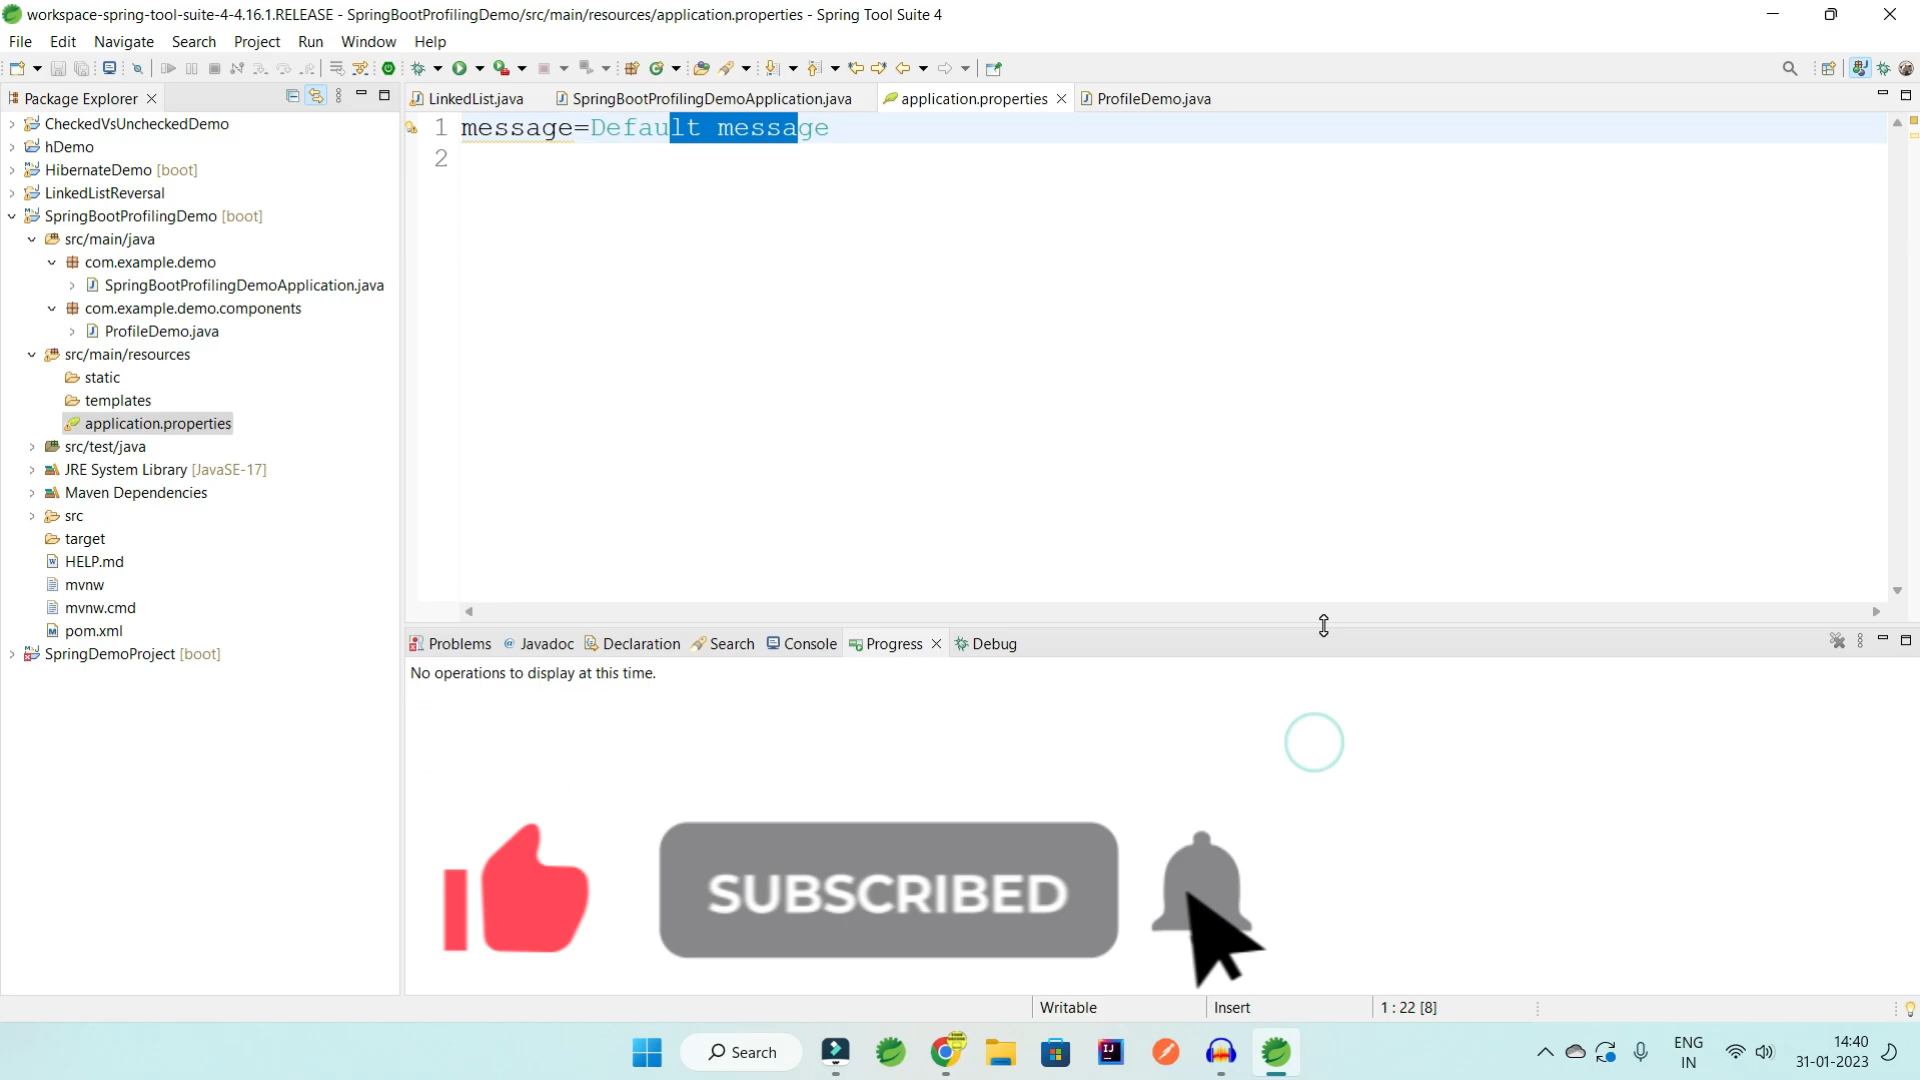 workspace-spring-tool-suite-4-4.16.1.RELEASE - SpringBootProfilingDemo/src/main/resources/application.properties - Spring Tool Suite 4
File Edit Navigate Search Project Run Window Help
Package Explorer
LinkedList.java SpringBootProfilingDemoApplication.java application.properties ProfileDemo.java
CheckedVsUncheckedDemo
hDemo
HibernateDemo [boot]
LinkedListReversal
SpringBootProfilingDemo [boot]
src/main/java
com.example.demo
SpringBootProfilingDemoApplication.java
com.example.demo.components
ProfileDemo.java
src/main/resources
static
templates
application.properties
src/test/java
JRE System Library [JavaSE-17]
Maven Dependencies
src
target
HELP.md
mvnw
mvnw.cmd
pom.xml
SpringDemoProject [boot]
1 message=Default message
2
Problems Javadoc Declaration Search Console Progress Debug
No operations to display at this time.
SUBSCRIBED
Writable Insert 1 : 22 [8]
Search
ENG
IN
14:40
31-01-2023